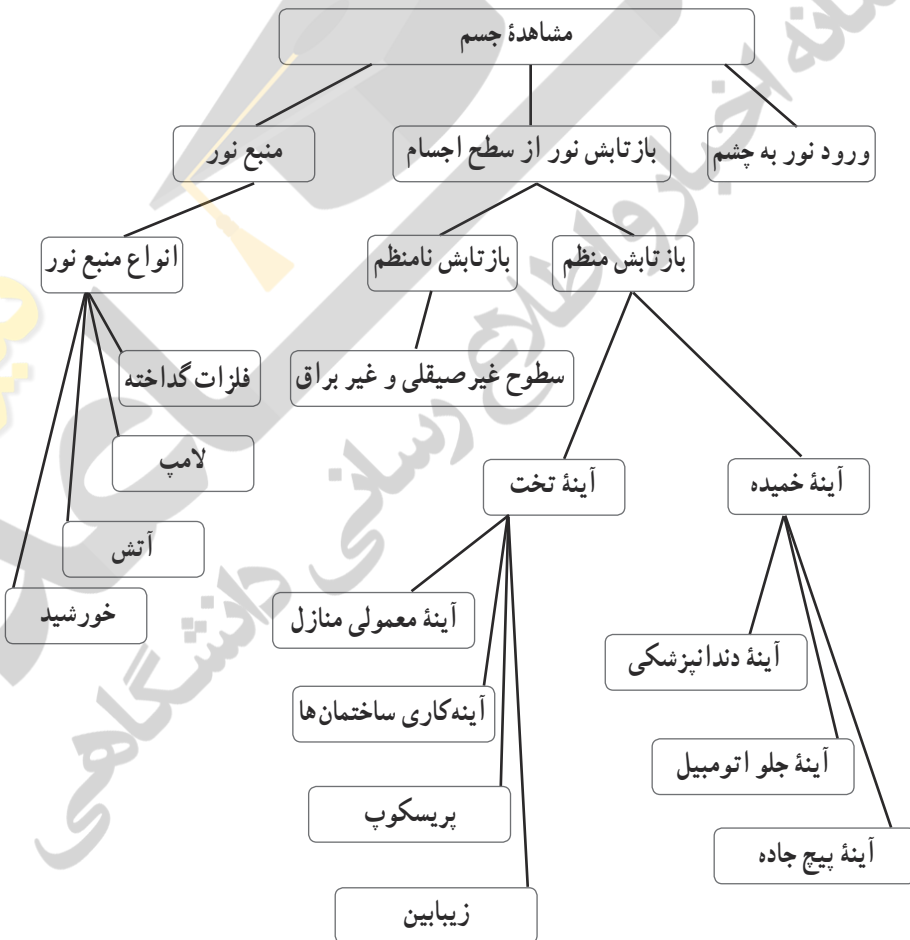 مشاهدهٔ جسم
ورود نور به چشم
بازتابش نور از سطح اجسام
منبع نور
بازتابش منظم
بازتابش نامنظم
انواع منبع نور
سطوح غیرصیقلی و غیر براق
فلزات گداخته
لامپ
آتش
خورشید
آینهٔ خمیده
آینهٔ تخت
آینهٔ معمولی منازل
آینه‌کاری ساختمان‌ها
پریسکوپ
زیبابین
آینهٔ دندانپزشکی
آینهٔ جلو اتومبیل
آینهٔ پیچ جاده